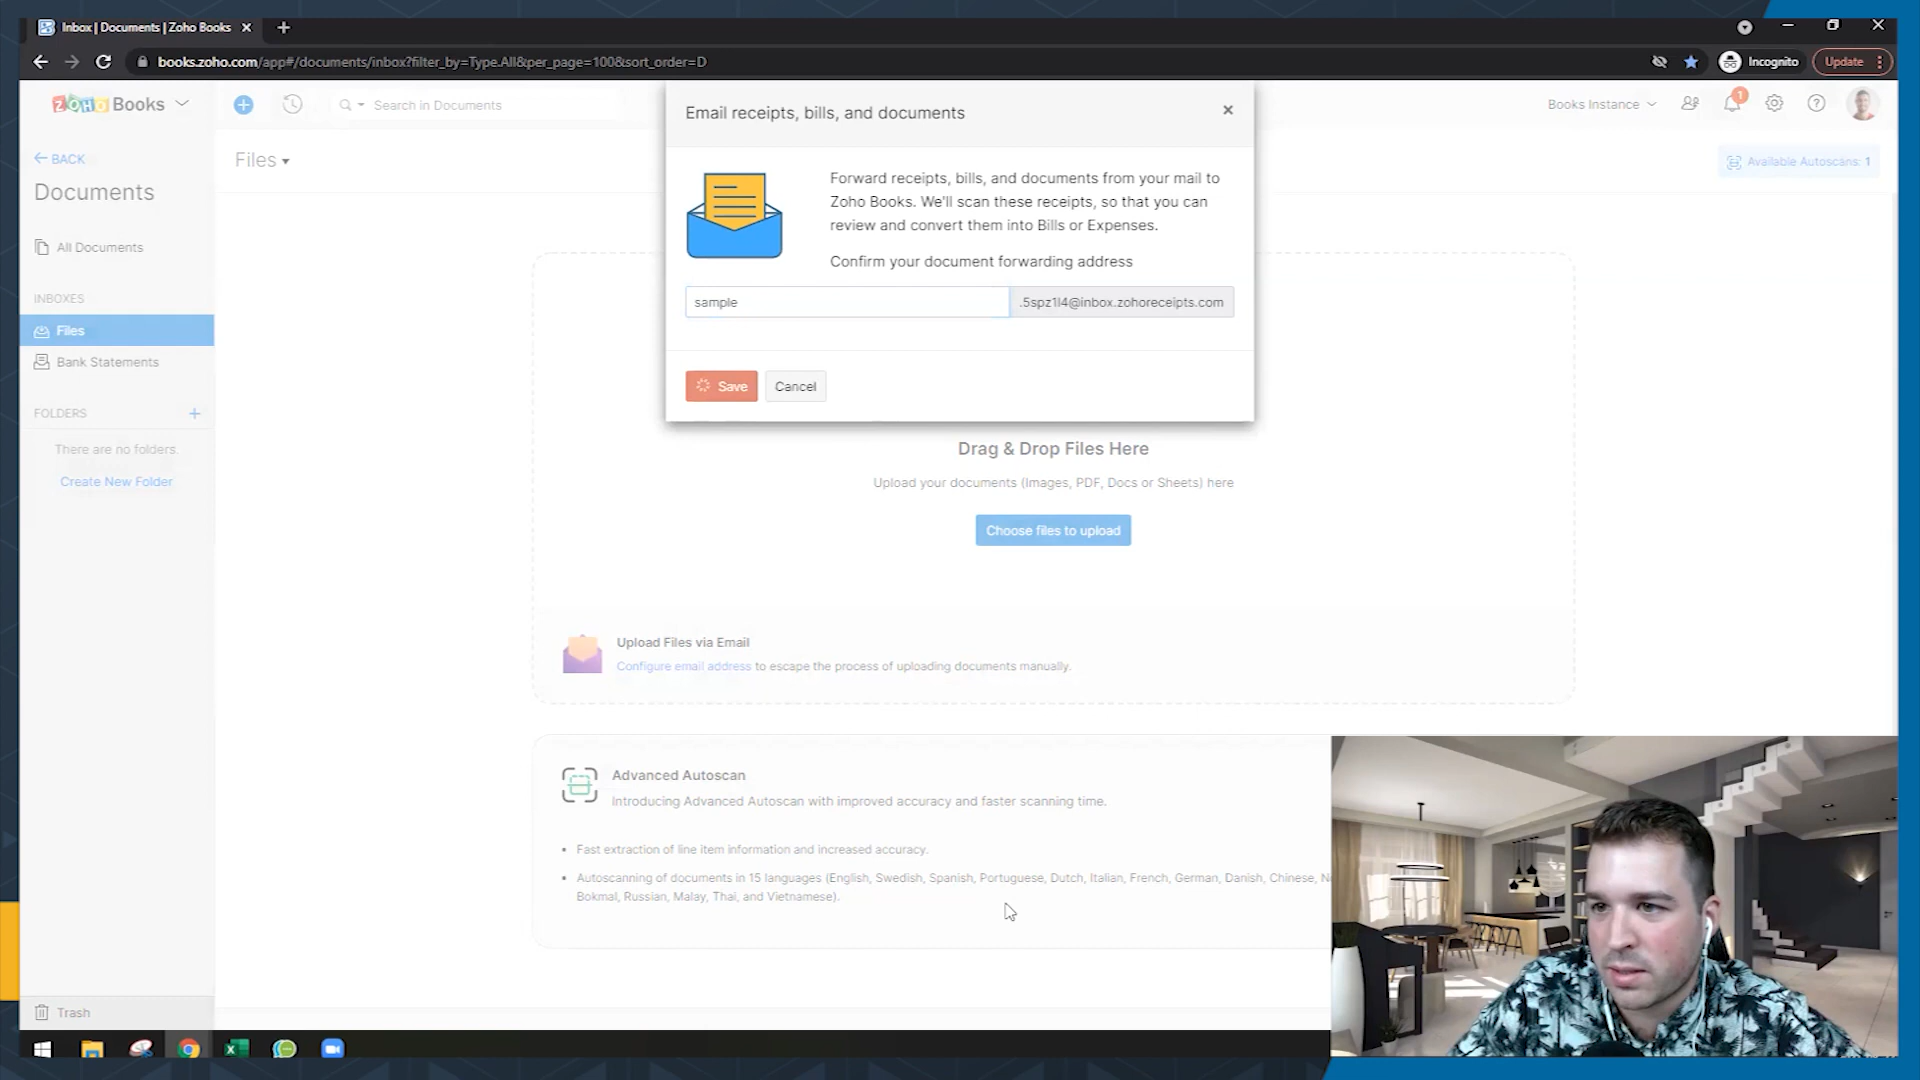 Inbox | Documents | Zoho Books
books.zoho.com/app#/documents/inbox?filter_by=Type.All&per_page=100&sort_order=D
Incognito
Update
ZOHO Books
Search in Documents
Books Instance
1
BACK
Documents
All Documents
INBOXES
Files
Bank Statements
FOLDERS
There are no folders.
Create New Folder
Trash
Files
Available Autoscans: 1
Email receipts, bills, and documents
Forward receipts, bills, and documents from your mail to
Zoho Books. We'll scan these receipts, so that you can
review and convert them into Bills or Expenses.
Confirm your document forwarding address
sample
.5spz1l4@inbox.zohoreceipts.com
Save
Cancel
Drag & Drop Files Here
Upload your documents (Images, PDF, Docs or Sheets) here
Choose files to upload
Upload Files via Email
Configure email address to escape the process of uploading documents manually.
Advanced Autoscan
Introducing Advanced Autoscan with improved accuracy and faster scanning time.
Fast extraction of line item information and increased accuracy.
Autoscanning of documents in 15 languages (English, Swedish, Spanish, Portuguese, Dutch, Italian, French, German, Danish, Chinese,
Bokmal, Russian, Malay, Thai, and Vietnamese).